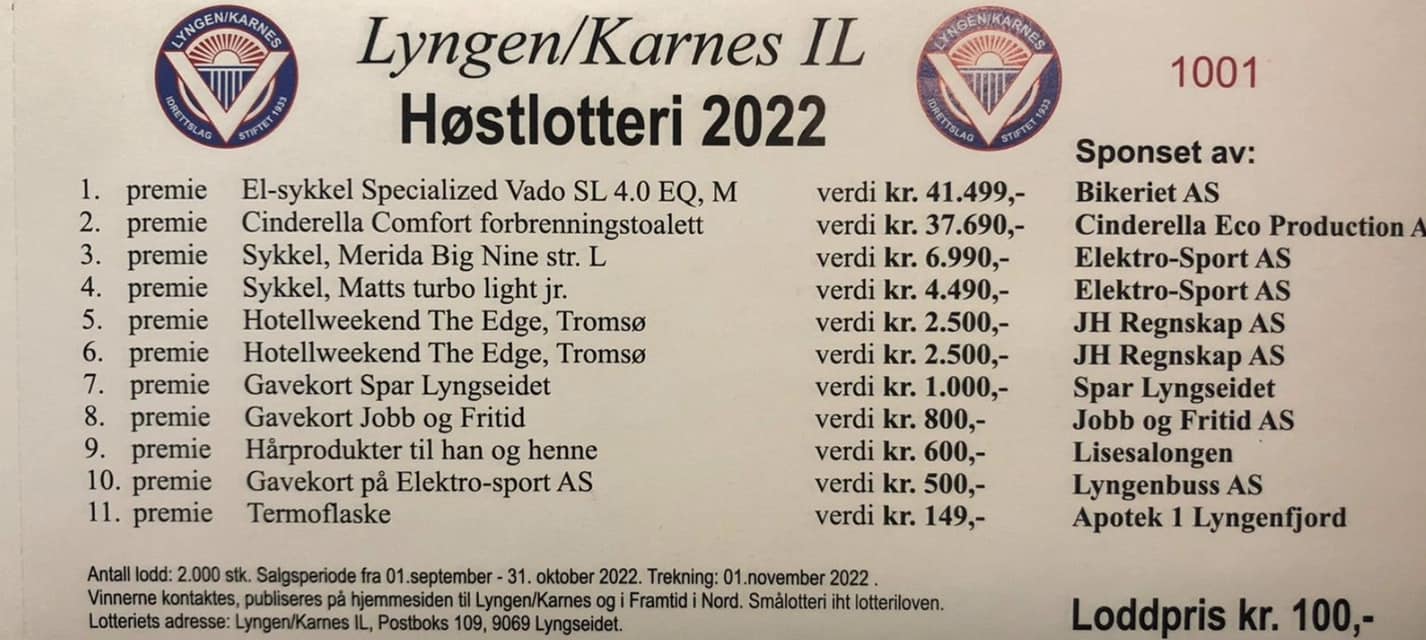 LYNGEN/KARNES
IDRETTSLAG STIFTET 1933
Lyngen/Karnes IL
Høstlotteri 2022
LYNGEN/KARNES
IDRETTSLAG STIFTET 1933
1001
Sponset av:
1. premie El-sykkel Specialized Vado SL 4.0 EQ, M verdi kr. 41.499,- Bikeriet AS
2. premie Cinderella Comfort forbrenningstoalett verdi kr. 37.690,- Cinderella Eco Production A
3. premie Sykkel, Merida Big Nine str. L verdi kr. 6.990,- Elektro-Sport AS
4. premie Sykkel, Matts turbo light jr. verdi kr. 4.490,- Elektro-Sport AS
5. premie Hotellweekend The Edge, Tromsø verdi kr. 2.500,- JH Regnskap AS
6. premie Hotellweekend The Edge, Tromsø verdi kr. 2.500,- JH Regnskap AS
7. premie Gavekort Spar Lyngseidet verdi kr. 1.000,- Spar Lyngseidet
8. premie Gavekort Jobb og Fritid verdi kr. 800,- Jobb og Fritid AS
9. premie Hårprodukter til han og henne verdi kr. 600,- Lisesalongen
10. premie Gavekort på Elektro-sport AS verdi kr. 500,- Lyngenbuss AS
11. premie Termoflaske verdi kr. 149,- Apotek 1 Lyngenfjord
Antall lodd: 2.000 stk. Salgsperiode fra 01.september - 31. oktober 2022. Trekning: 01.november 2022 .
Vinnerne kontaktes, publiseres på hjemmesiden til Lyngen/Karnes og i Framtid i Nord. Smålotteri iht lotteriloven.
Lotteriets adresse: Lyngen/Karnes IL, Postboks 109, 9069 Lyngseidet.
Loddpris kr. 100,-